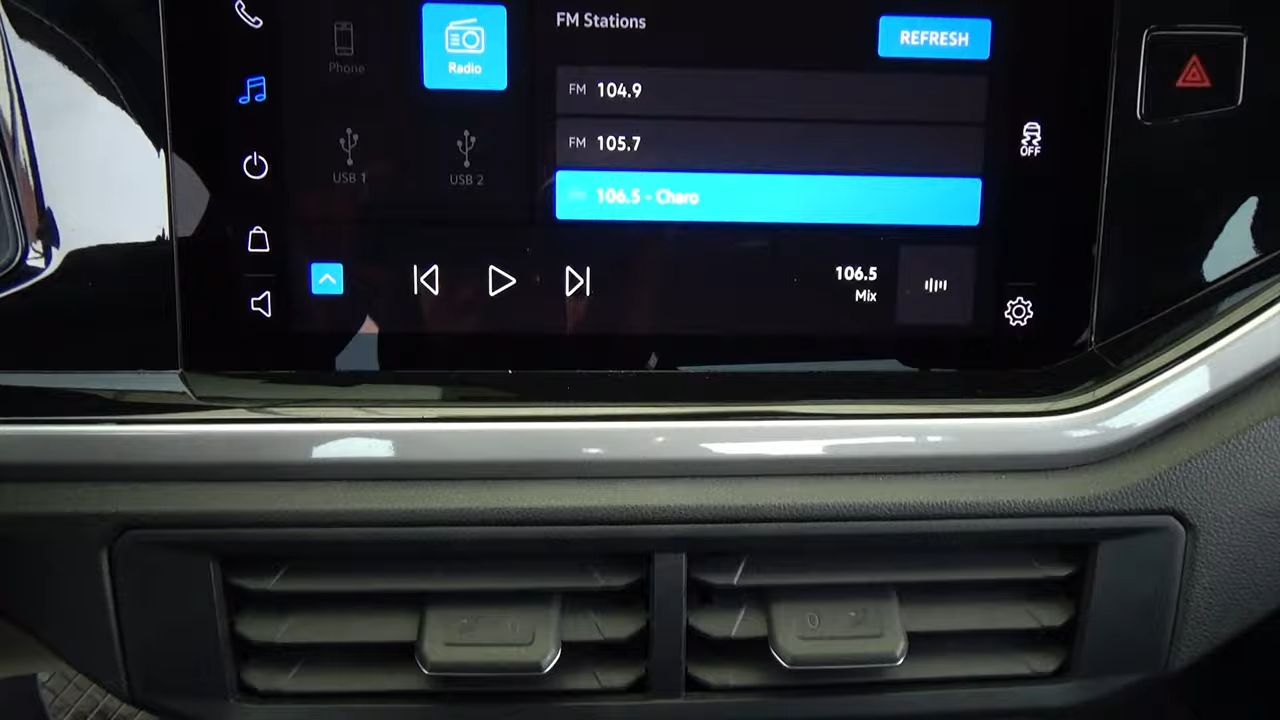 FM Stations
REFRESH
Phone
Radio
FM 104.9
FM 105.7
OFF
USB 1
USB 2
106.5 - Charo
106.5
Mix
0